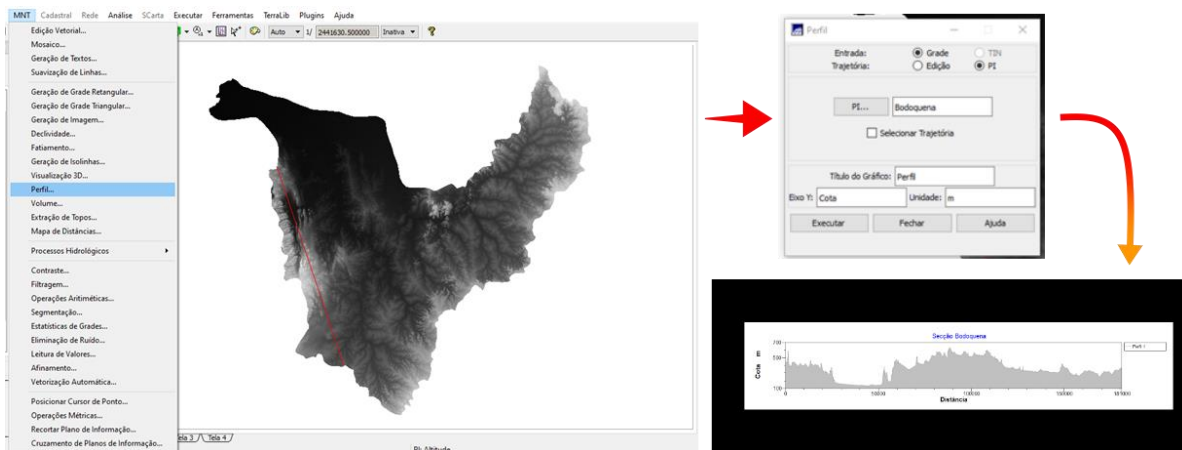 MNT Cadastral Rede Análise SCarta Executar Ferramentas TerraLib Plugins Ajuda
Auto 1/ 2441630.500000 Inativa ?
Edição Vetorial...
Mosaico...
Geração de Textos...
Suavização de Linhas...
Geração de Grade Retangular...
Geração de Grade Triangular...
Geração de Imagem...
Declividade...
Fatiamento...
Geração de Isolinhas...
Visualização 3D...
Perfil...
Volume...
Extração de Topos...
Mapa de Distâncias...
Processos Hidrológicos
Contraste...
Filtragem...
Operações Aritiméticas...
Segmentação...
Estatísticas de Grades...
Eliminação de Ruído...
Leitura de Valores...
Afinamento...
Vetorização Automática...
Posicionar Cursor de Ponto...
Operações Métricas...
Recortar Plano de Informação...
Cruzamento de Planos de Informação...
Tela 4
Perfil
Entrada: Grade TIN
Trajetória: Edição PI
PI... Bodoquena
Selecionar Trajetória
Título do Gráfico: Perfil
Eixo Y: Cota Unidade: m
Executar Fechar Ajuda
Secção Bodoquena
700
500
100
Cota m
0
Distância